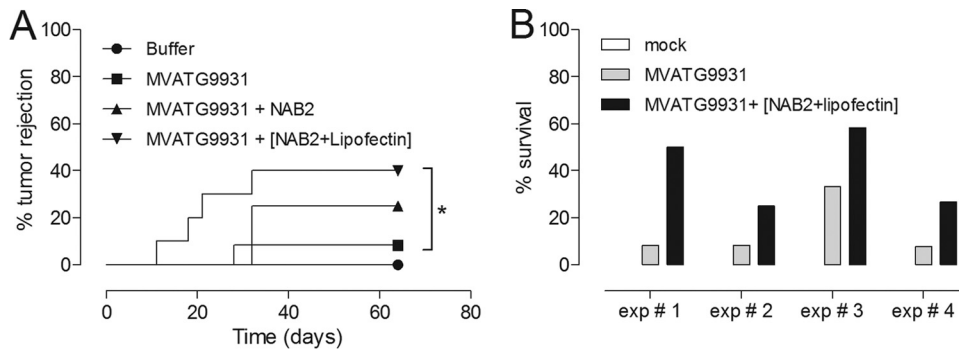 A
% tumor rejection
100
80
60
40
20
0
Buffer
MVATG9931
MVATG9931 + NAB2
MVATG9931 + [NAB2+Lipofectin]
*
0 20 40 60 80
Time (days)
B
% survival
100
80
60
40
20
0
mock
MVATG9931
MVATG9931+ [NAB2+lipofectin]
exp # 1 exp # 2 exp # 3 exp # 4